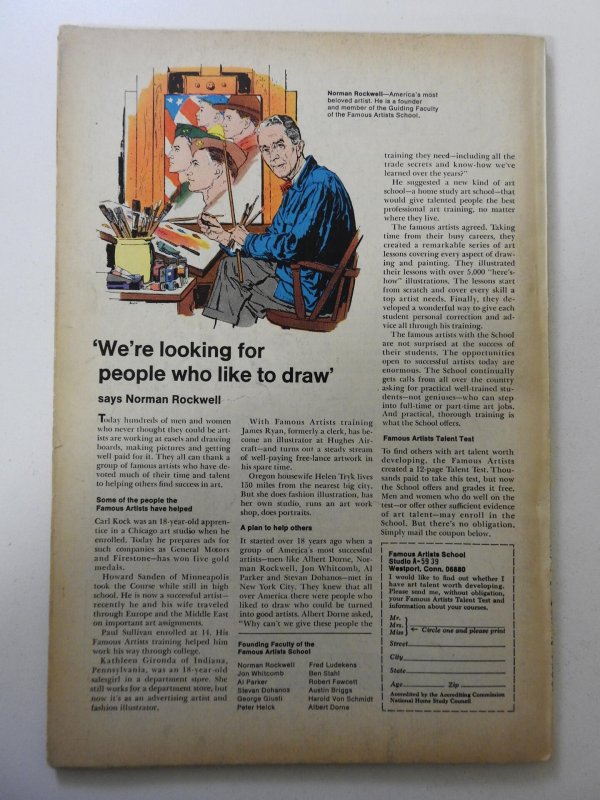 Norman Rockwell—America's most
beloved artist. He is a founder
and member of the Guiding Faculty
of the Famous Artists School.
'We're looking for
people who like to draw'
says Norman Rockwell
Today hundreds of men and women
who never thought they could be art-
ists are working at easels and drawing
boards, making pictures and getting
well paid for it. They all can thank a
group of famous artists who have de-
voted much of their time and talent
to helping others find success in art.
Some of the people the
Famous Artists have helped
Carl Kock was an 18-year-old appren-
tice in a Chicago art studio when he
enrolled. Today he prepares ads for
such companies as General Motors
and Firestone—has won five gold
medals.
Howard Sanden of Minneapolis
took the Course while still in high
school. He is now a successful artist—
recently he and his wife traveled
through Europe and the Middle East
on important art assignments.
Paul Sullivan enrolled at 14. His
Famous Artists training helped him
work his way through college.
Kathleen Gironda of Indiana,
Pennsylvania, was an 18-year-old
salesgirl in a department store. She
still works for a department store, but
now it's as an advertising artist and
fashion illustrator.
With Famous Artists training
James Ryan, formerly a clerk, has be-
come an illustrator at Hughes Air-
craft—and turns out a steady stream
of well-paying free-lance artwork in
his spare time.
Oregon housewife Helen Tryk lives
150 miles from the nearest big city.
But she does fashion illustration, has
her own studio, runs an art work
shop, does portraits.
A plan to help others
It started over 18 years ago when a
group of America's most successful
artists—men like Albert Dorne, Nor-
man Rockwell, Jon Whitcomb, Al
Parker and Stevan Dohanos—met in
New York City. They knew that all
over America there were people who
liked to draw who could be turned
into good artists. Albert Dorne asked,
"Why can't we give these people the
Founding Faculty of the
Famous Artists School
Norman Rockwell
Jon Whitcomb
Al Parker
Stevan Dohanos
George Giusti
Peter Helck
Fred Ludekens
Ben Stahl
Robert Fawcett
Austin Briggs
Harold Von Schmidt
Albert Dorne
training they need—including all the
trade secrets and know-how we've
learned over the years?"
He suggested a new kind of art
school—a home study art school—that
would give talented people the best
professional art training, no matter
where they live.
The famous artists agreed. Taking
time from their busy careers, they
created a remarkable series of art
lessons covering every aspect of draw-
ing and painting. They illustrated
their lessons with over 5,000 "here's-
how" illustrations. The lessons start
from scratch and cover every skill a
top artist needs. Finally, they de-
veloped a wonderful way to give each
student personal correction and ad-
vice all through his training.
The famous artists with the School
are not surprised at the success of
their students. The opportunities
open to successful artists today are
enormous. The School continually
gets calls from all over the country
asking for practical well-trained stu-
dents—not geniuses—who can step
into full-time or part-time art jobs.
And practical, thorough training is
what the School offers.
Famous Artists Talent Test
To find others with art talent worth
developing, the Famous Artists
created a 12-page Talent Test. Thou-
sands paid to take this test, but now
the School offers and grades it free.
Men and women who do well on the
test—or offer other sufficient evidence
of art talent—may enroll in the
School. But there's no obligation.
Simply mail the coupon below.
Famous Artists School
Studio A-5939
Westport, Conn. 06880
I would like to find out whether I
have art talent worth developing.
Please send me, without obligation,
your Famous Artists Talent Test and
information about your courses.
Mr.
Mrs.
Miss ← Circle one and please print
Street
City
State
Age Zip
Accredited by the Accrediting Commission
National Home Study Council